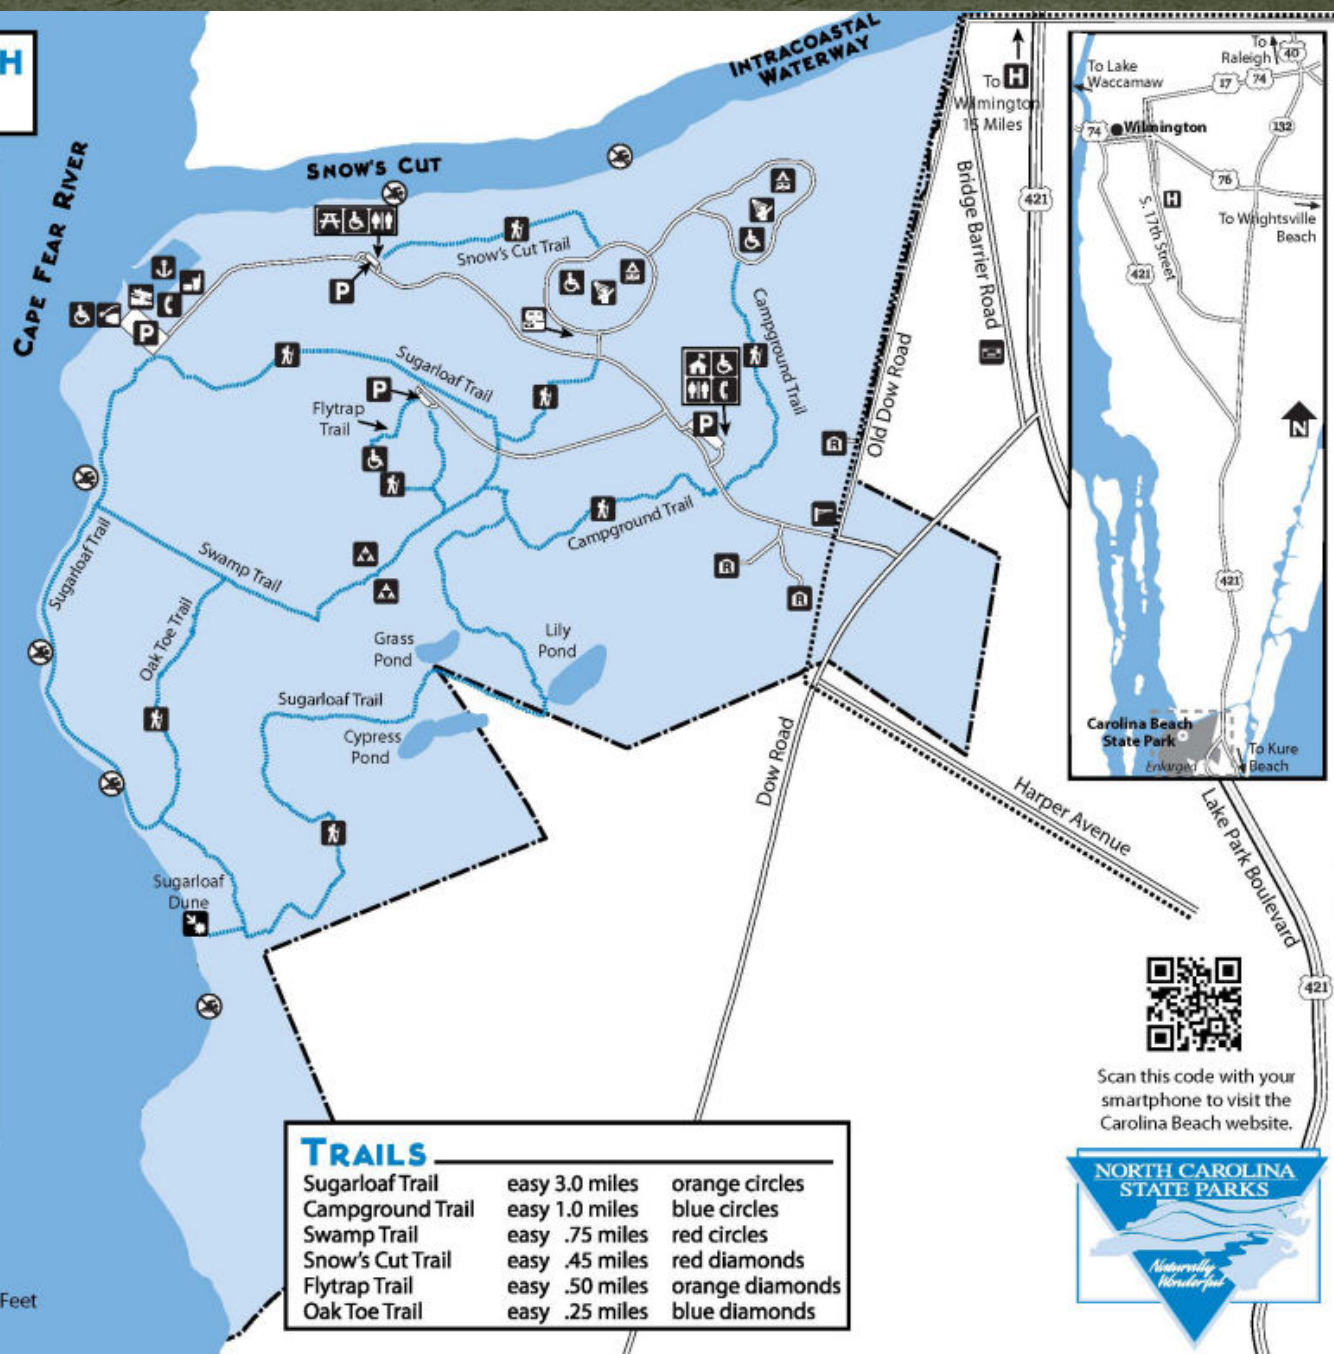 H
INTRACOASTAL
WATERWAY
SNOW'S CUT
CAPE FEAR RIVER
To H
Wilmington
15 Miles
421
Bridge Barrier Road
Old Dow Road
Snow's Cut Trail
P
Campground Trail
P
Sugarloaf Trail
P
Flytrap
Trail
P
R
Campground Trail
Sugarloaf Trail
Swamp Trail
R
R
Oak Toe Trail
Grass
Pond
Lily
Pond
Sugarloaf Trail
Cypress
Pond
Dow Road
Harper Avenue
Lake Park Boulevard
421
Sugarloaf
Dune
To
Raleigh
40
To Lake
Waccamaw
17
74
74
Wilmington
132
76
H
S. 17th Street
To Wrightsville
Beach
421
N
421
Carolina Beach
State Park
Enlarged
To Kure
Beach
Scan this code with your
smartphone to visit the
Carolina Beach website.
NORTH CAROLINA
STATE PARKS
Naturally
Wonderful
TRAILS
Sugarloaf Trail easy 3.0 miles orange circles
Campground Trail easy 1.0 miles blue circles
Swamp Trail easy .75 miles red circles
Snow's Cut Trail easy .45 miles red diamonds
Flytrap Trail easy .50 miles orange diamonds
Oak Toe Trail easy .25 miles blue diamonds
Feet